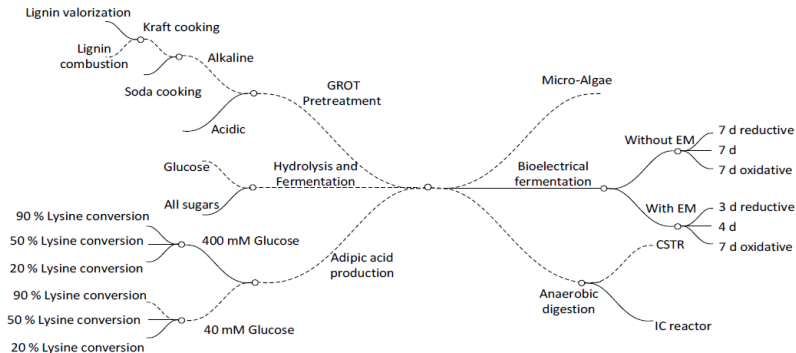 Lignin valorization
Kraft cooking
Lignin
combustion
Alkaline
Soda cooking
Acidic
GROT
Pretreatment
Glucose
Hydrolysis and
Fermentation
All sugars
90 % Lysine conversion
50 % Lysine conversion
20 % Lysine conversion
400 mM Glucose
Adipic acid
production
90 % Lysine conversion
50 % Lysine conversion
20 % Lysine conversion
40 mM Glucose
Micro-Algae
Bioelectrical
fermentation
Without EM
7 d reductive
7 d
7 d oxidative
With EM
3 d reductive
4 d
7 d oxidative
CSTR
Anaerobic
digestion
IC reactor